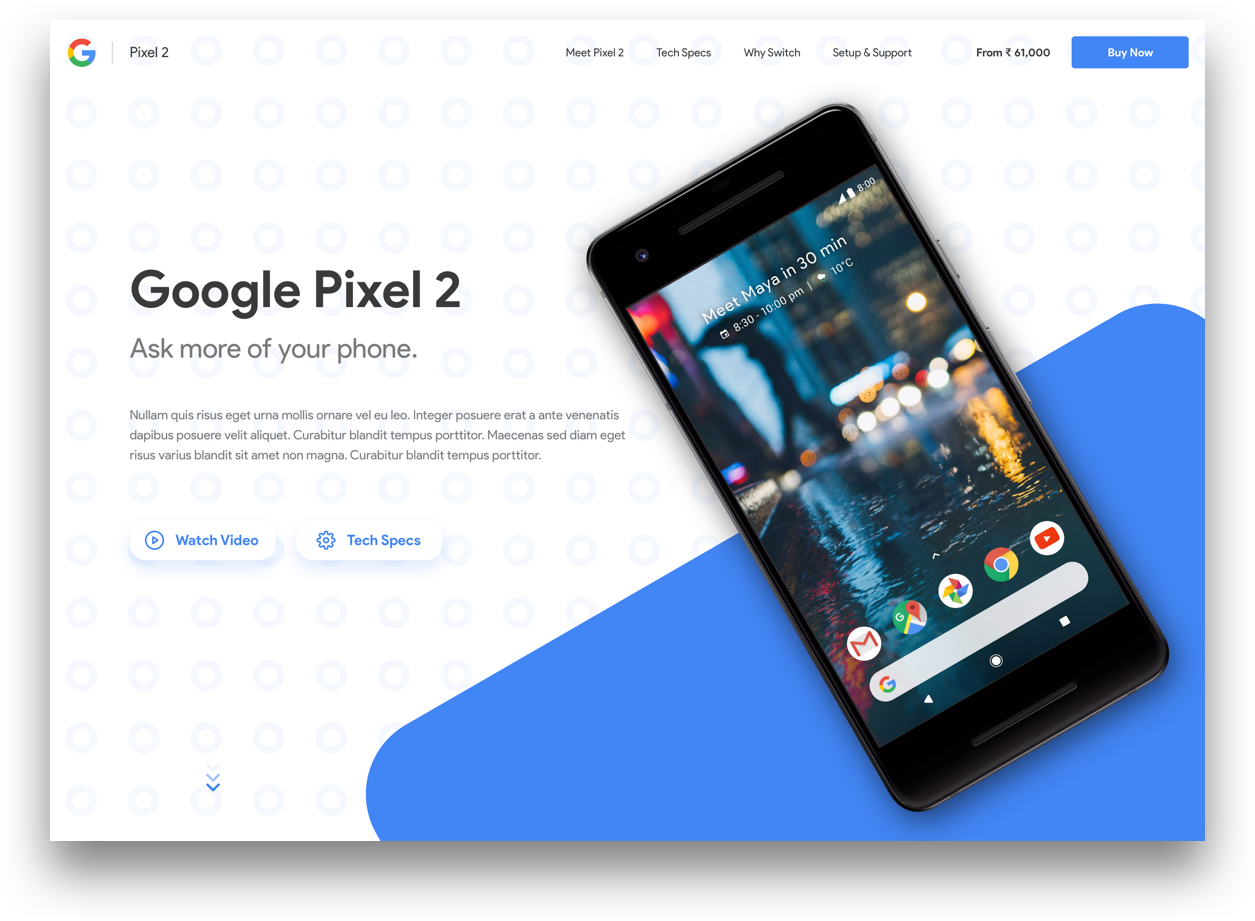 Pixel 2
Meet Pixel 2
Tech Specs
Why Switch
Setup & Support
From ₹ 61,000
Buy Now
Google Pixel 2
Ask more of your phone.
Nullam quis risus eget urna mollis ornare vel eu leo. Integer posuere erat a ante venenatis
dapibus posuere velit aliquet. Curabitur blandit tempus porttitor. Maecenas sed diam eget
risus varius blandit sit amet non magna. Curabitur blandit tempus porttitor.
Watch Video
Tech Specs
8:00
Meet Maya in 30 min
8:30 - 10:00 pm | 10°C